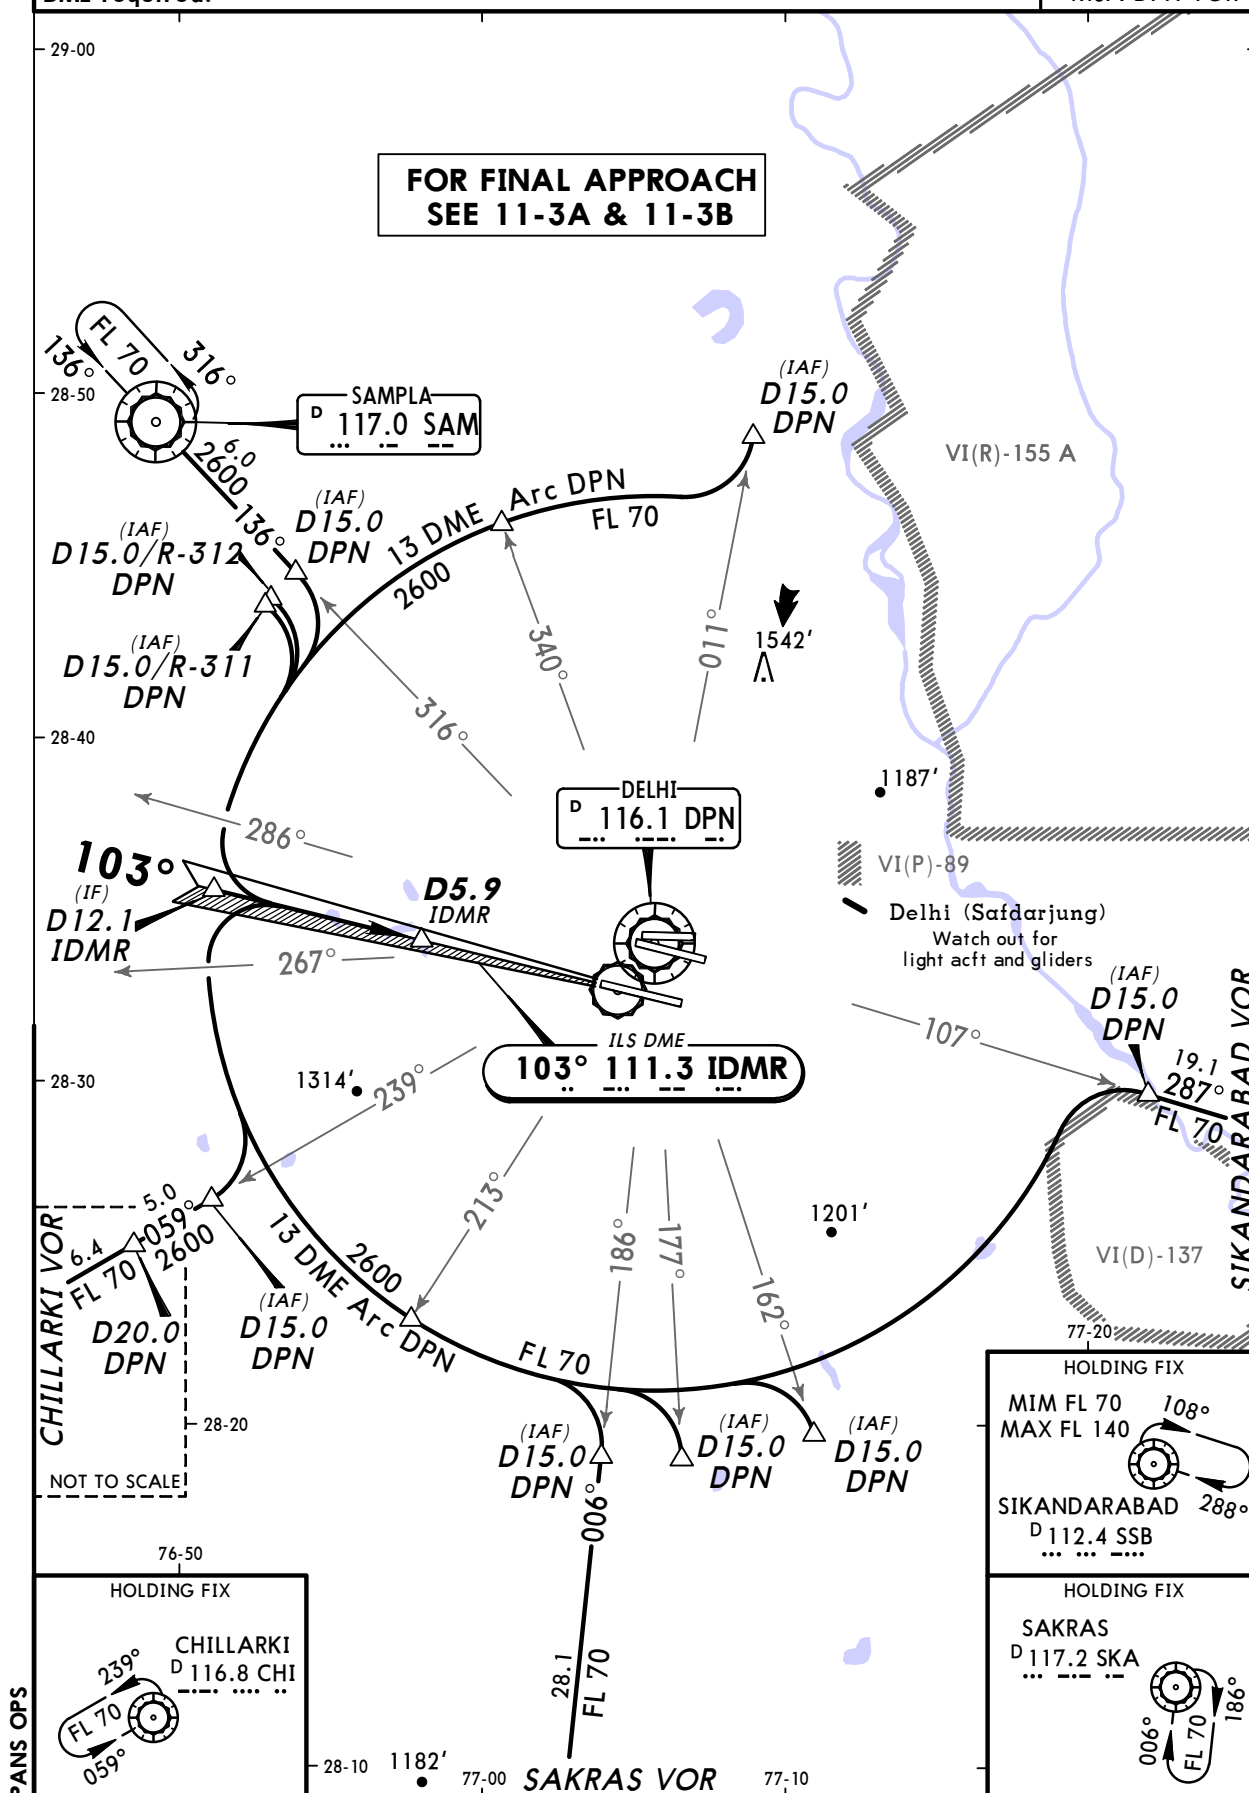 29-00
FOR FINAL APPROACH
SEE 11-3A & 11-3B
FL 70
136°
316°
28-50
SAMPLA
D 117.0 SAM
(IAF)
D15.0
DPN
VI(R)-155 A
6.0
2600
136°
(IAF)
D15.0
DPN
13 DME Arc DPN
FL 70
2600
(IAF)
D15.0/R-312
DPN
(IAF)
D15.0/R-311
DPN
340°
011°
1542'
316°
28-40
DELHI
D 116.1 DPN
1187'
286°
103°
(IF)
D12.1
IDMR
D5.9
IDMR
VI(P)-89
Delhi (Safdarjung)
Watch out for
light acft and gliders
267°
(IAF)
D15.0
DPN
107°
ILS DME
103° 111.3 IDMR
19.1
287°
FL 70
SIKANDARABAD VOR
28-30
1314'
239°
213°
186°
177°
162°
1201'
VI(D)-137
CHILLARKI VOR
5.0
059°
2600
6.4
FL 70
D20.0
DPN
(IAF)
D15.0
DPN
2600
13 DME Arc DPN
FL 70
77-20
28-20
NOT TO SCALE
(IAF)
D15.0
DPN
(IAF)
D15.0
DPN
(IAF)
D15.0
DPN
HOLDING FIX
MIM FL 70
MAX FL 140
108°
288°
SIKANDARABAD
D 112.4 SSB
006°
28.1
FL 70
SAKRAS VOR
76-50
HOLDING FIX
CHILLARKI
D 116.8 CHI
239°
FL 70
059°
HOLDING FIX
SAKRAS
D 117.2 SKA
006°
FL 70
186°
PANS OPS
28-10
1182'
77-00
77-10